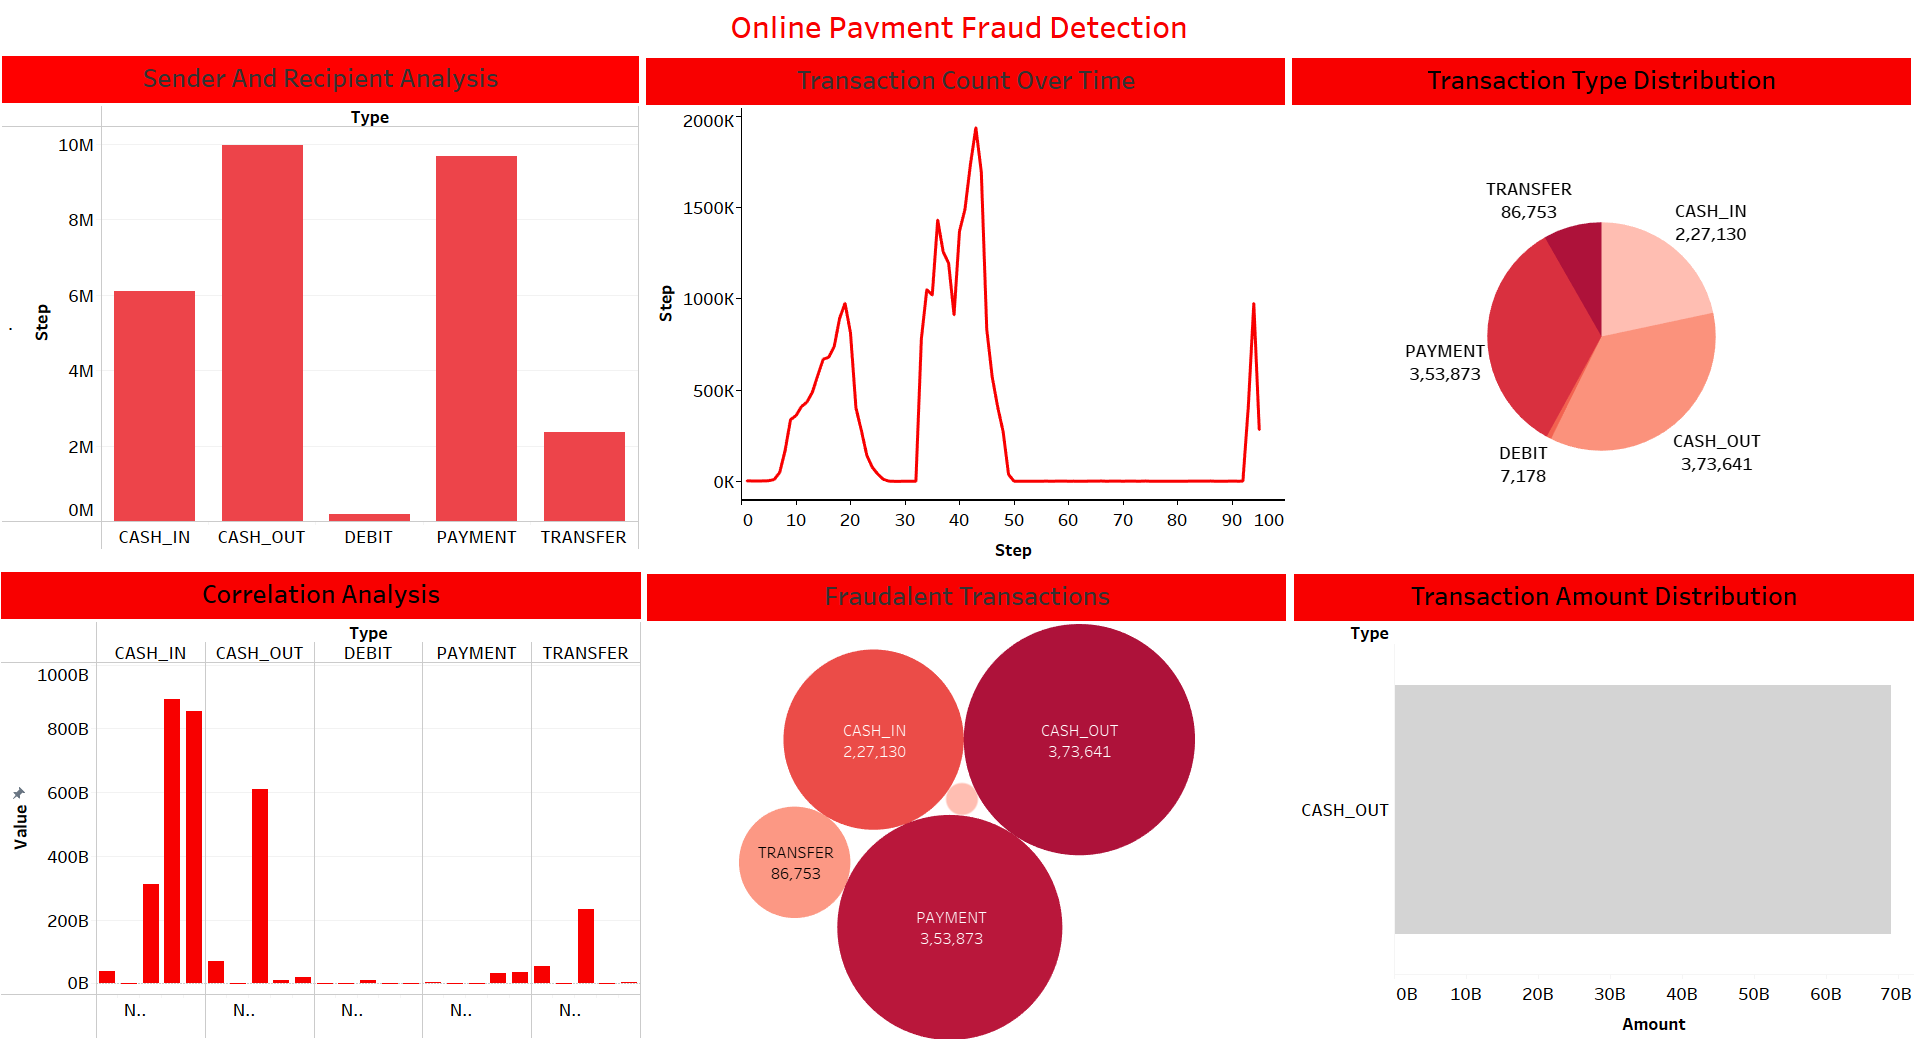 Online Payment Fraud Detection
Sender And Recipient Analysis
Type
10M
8M
6M
4M
2M
0M
Step
.
CASH_IN
CASH_OUT
DEBIT
PAYMENT
TRANSFER
Transaction Count Over Time
2000K
1500K
1000K
500K
0K
Step
0
10
20
30
40
50
60
70
80
90
100
Step
Transaction Type Distribution
TRANSFER
86,753
CASH_IN
2,27,130
PAYMENT
3,53,873
CASH_OUT
3,73,641
DEBIT
7,178
Correlation Analysis
Type
CASH_IN
CASH_OUT
DEBIT
PAYMENT
TRANSFER
1000B
800B
600B
400B
200B
0B
Value
N..
N..
N..
N..
N..
Fraudalent Transactions
CASH_IN
2,27,130
CASH_OUT
3,73,641
TRANSFER
86,753
PAYMENT
3,53,873
Transaction Amount Distribution
Type
CASH_OUT
0B
10B
20B
30B
40B
50B
60B
70B
Amount